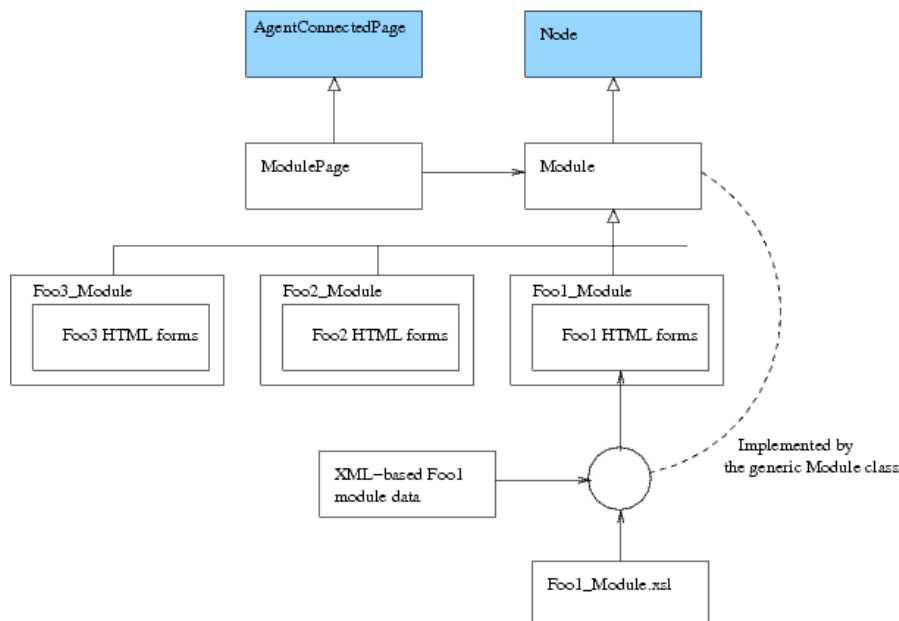 AgentConnectedPage
Node
ModulePage
Module
Foo3_Module
Foo2_Module
Foo1_Module
Foo3 HTML forms
Foo2 HTML forms
Foo1 HTML forms
Implemented by
the generic Module class
XML-based Foo1
module data
Foo1_Module.xsl